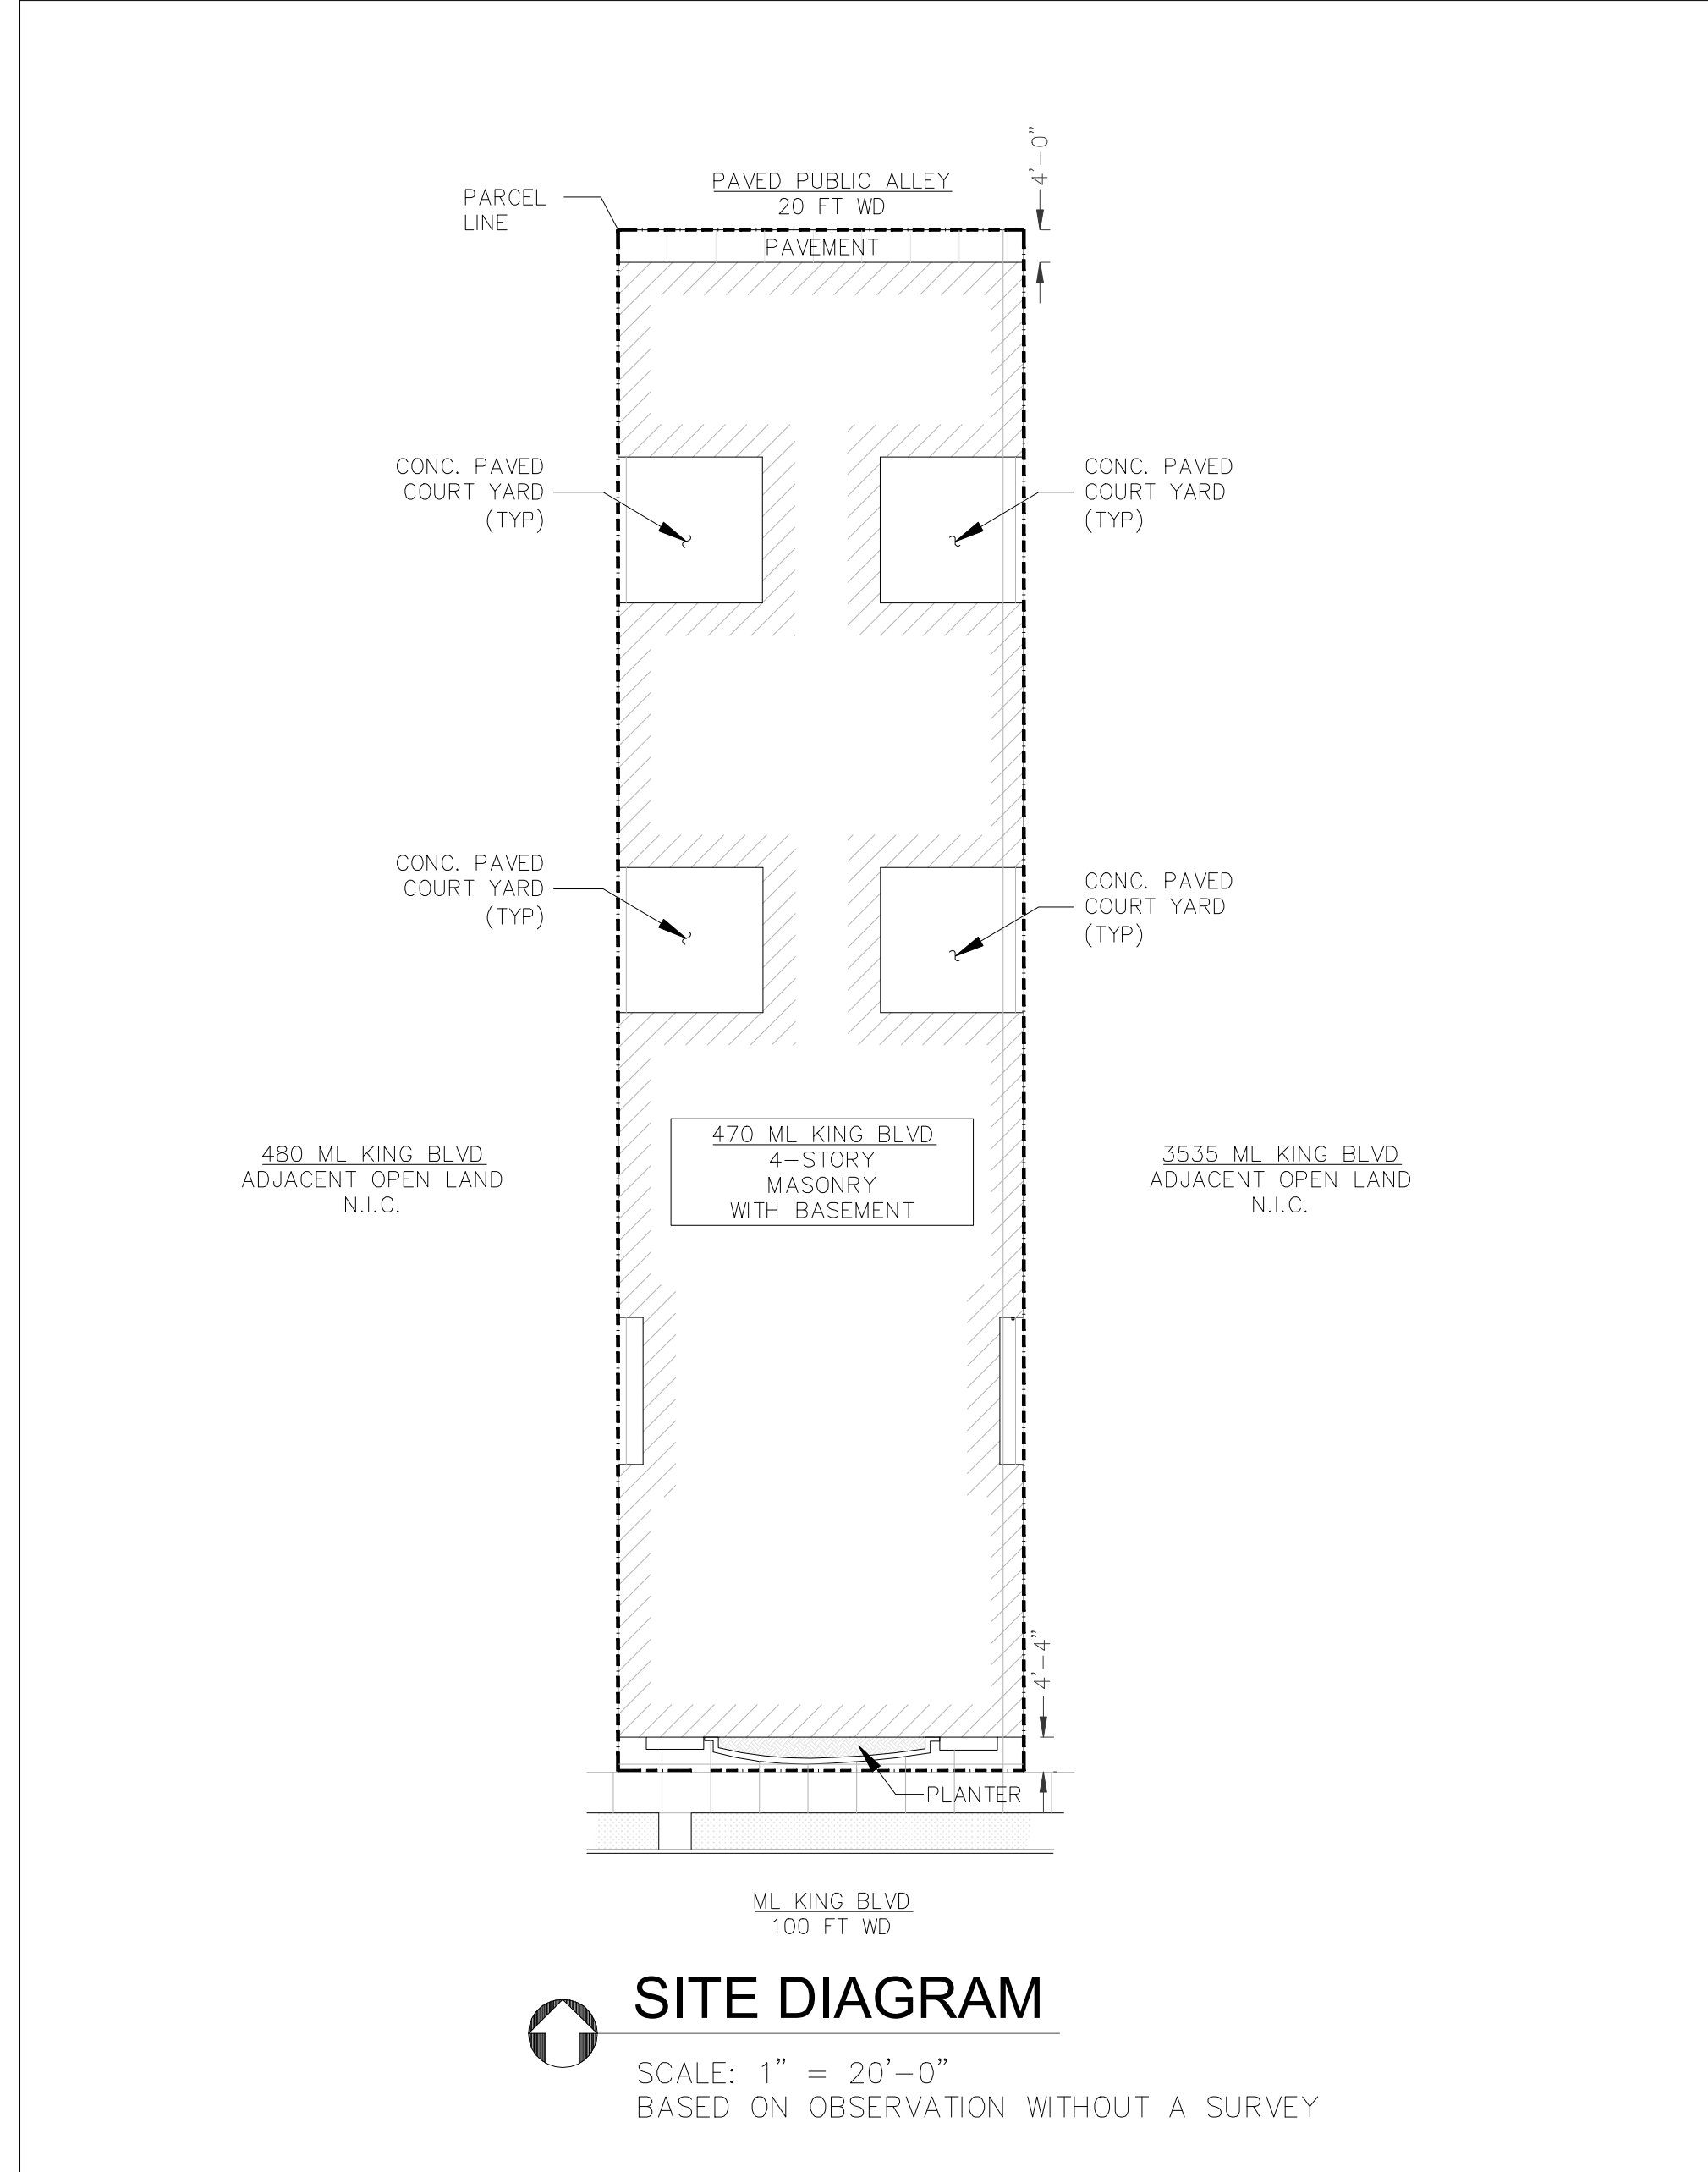 4'-0"
PAVED PUBLIC ALLEY
20 FT WD
PARCEL
LINE
PAVEMENT
CONC. PAVED
COURT YARD
(TYP)
CONC. PAVED
COURT YARD
(TYP)
CONC. PAVED
COURT YARD
(TYP)
CONC. PAVED
COURT YARD
(TYP)
480 ML KING BLVD
ADJACENT OPEN LAND
N.I.C.
470 ML KING BLVD
4-STORY
MASONRY
WITH BASEMENT
3535 ML KING BLVD
ADJACENT OPEN LAND
N.I.C.
4'-4"
PLANTER
ML KING BLVD
100 FT WD
SITE DIAGRAM
SCALE: 1" = 20'-0"
BASED ON OBSERVATION WITHOUT A SURVEY